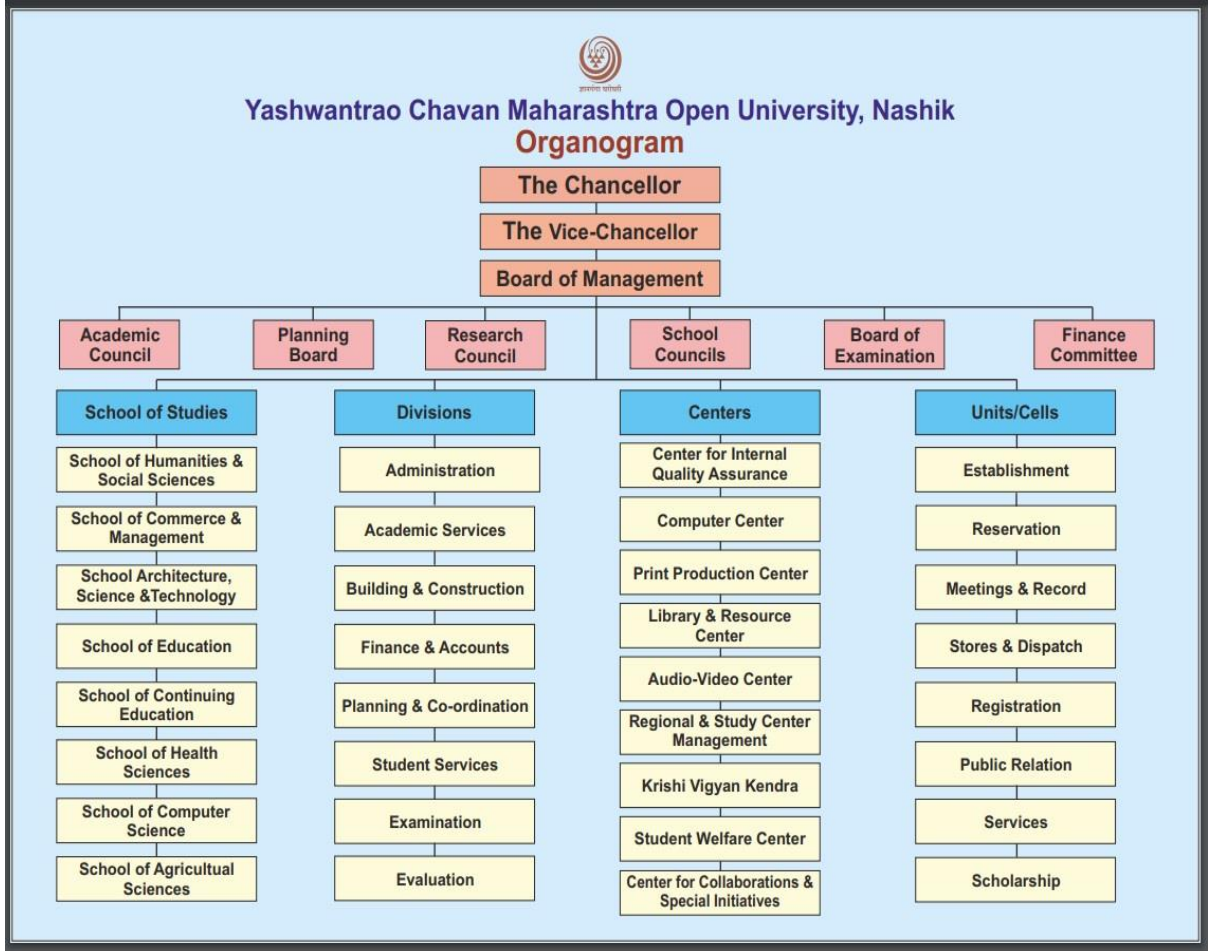 ज्ञानगंगा घरोघरी
Yashwantrao Chavan Maharashtra Open University, Nashik
Organogram
The Chancellor
The Vice-Chancellor
Board of Management
Academic
Council
Planning
Board
Research
Council
School
Councils
Board of
Examination
Finance
Committee
School of Studies
School of Humanities &
Social Sciences
School of Commerce &
Management
School Architecture,
Science &Technology
School of Education
School of Continuing
Education
School of Health
Sciences
School of Computer
Science
School of Agricultual
Sciences
Divisions
Administration
Academic Services
Building & Construction
Finance & Accounts
Planning & Co-ordination
Student Services
Examination
Evaluation
Centers
Center for Internal
Quality Assurance
Computer Center
Print Production Center
Library & Resource
Center
Audio-Video Center
Regional & Study Center
Management
Krishi Vigyan Kendra
Student Welfare Center
Center for Collaborations &
Special Initiatives
Units/Cells
Establishment
Reservation
Meetings & Record
Stores & Dispatch
Registration
Public Relation
Services
Scholarship